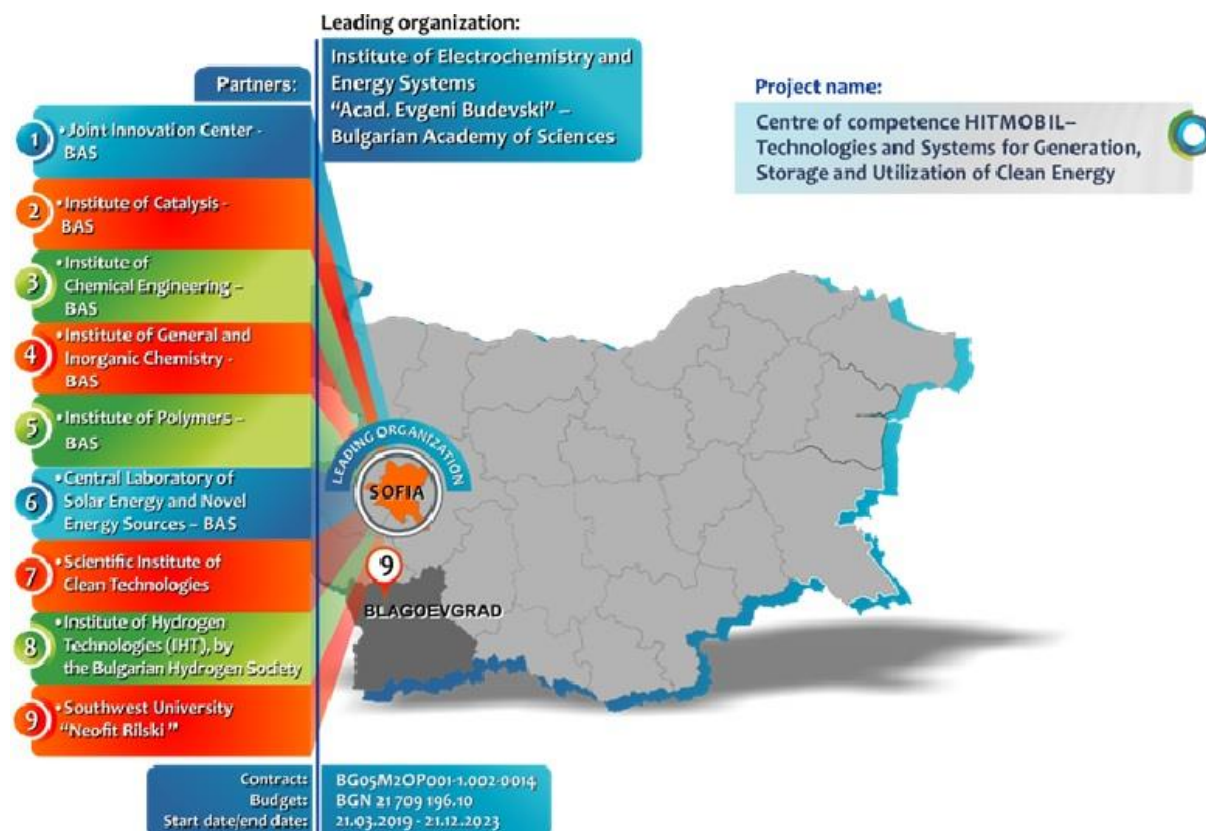 Leading organization:
Institute of Electrochemistry and
Energy Systems
“Acad. Evgeni Budevski” –
Bulgarian Academy of Sciences
Project name:
Centre of competence HITMOBIL–
Technologies and Systems for Generation,
Storage and Utilization of Clean Energy
Partners:
1
• Joint Innovation Center -
BAS
2
• Institute of Catalysis -
BAS
3
• Institute of
Chemical Engineering –
BAS
4
• Institute of General and
Inorganic Chemistry -
BAS
5
• Institute of Polymers –
BAS
6
• Central Laboratory of
Solar Energy and Novel
Energy Sources – BAS
7
• Scientific Institute of
Clean Technologies
8
• Institute of Hydrogen
Technologies (IHT), by
the Bulgarian Hydrogen Society
9
• Southwest University
“Neofit Rilski ”
LEADING ORGANIZATION
SOFIA
9
BLAGOEVGRAD
Contract: BG05M2OP001-1.002-0014
Budget: BGN 21 709 196.10
Start date/end date: 21.03.2019 - 21.12.2023